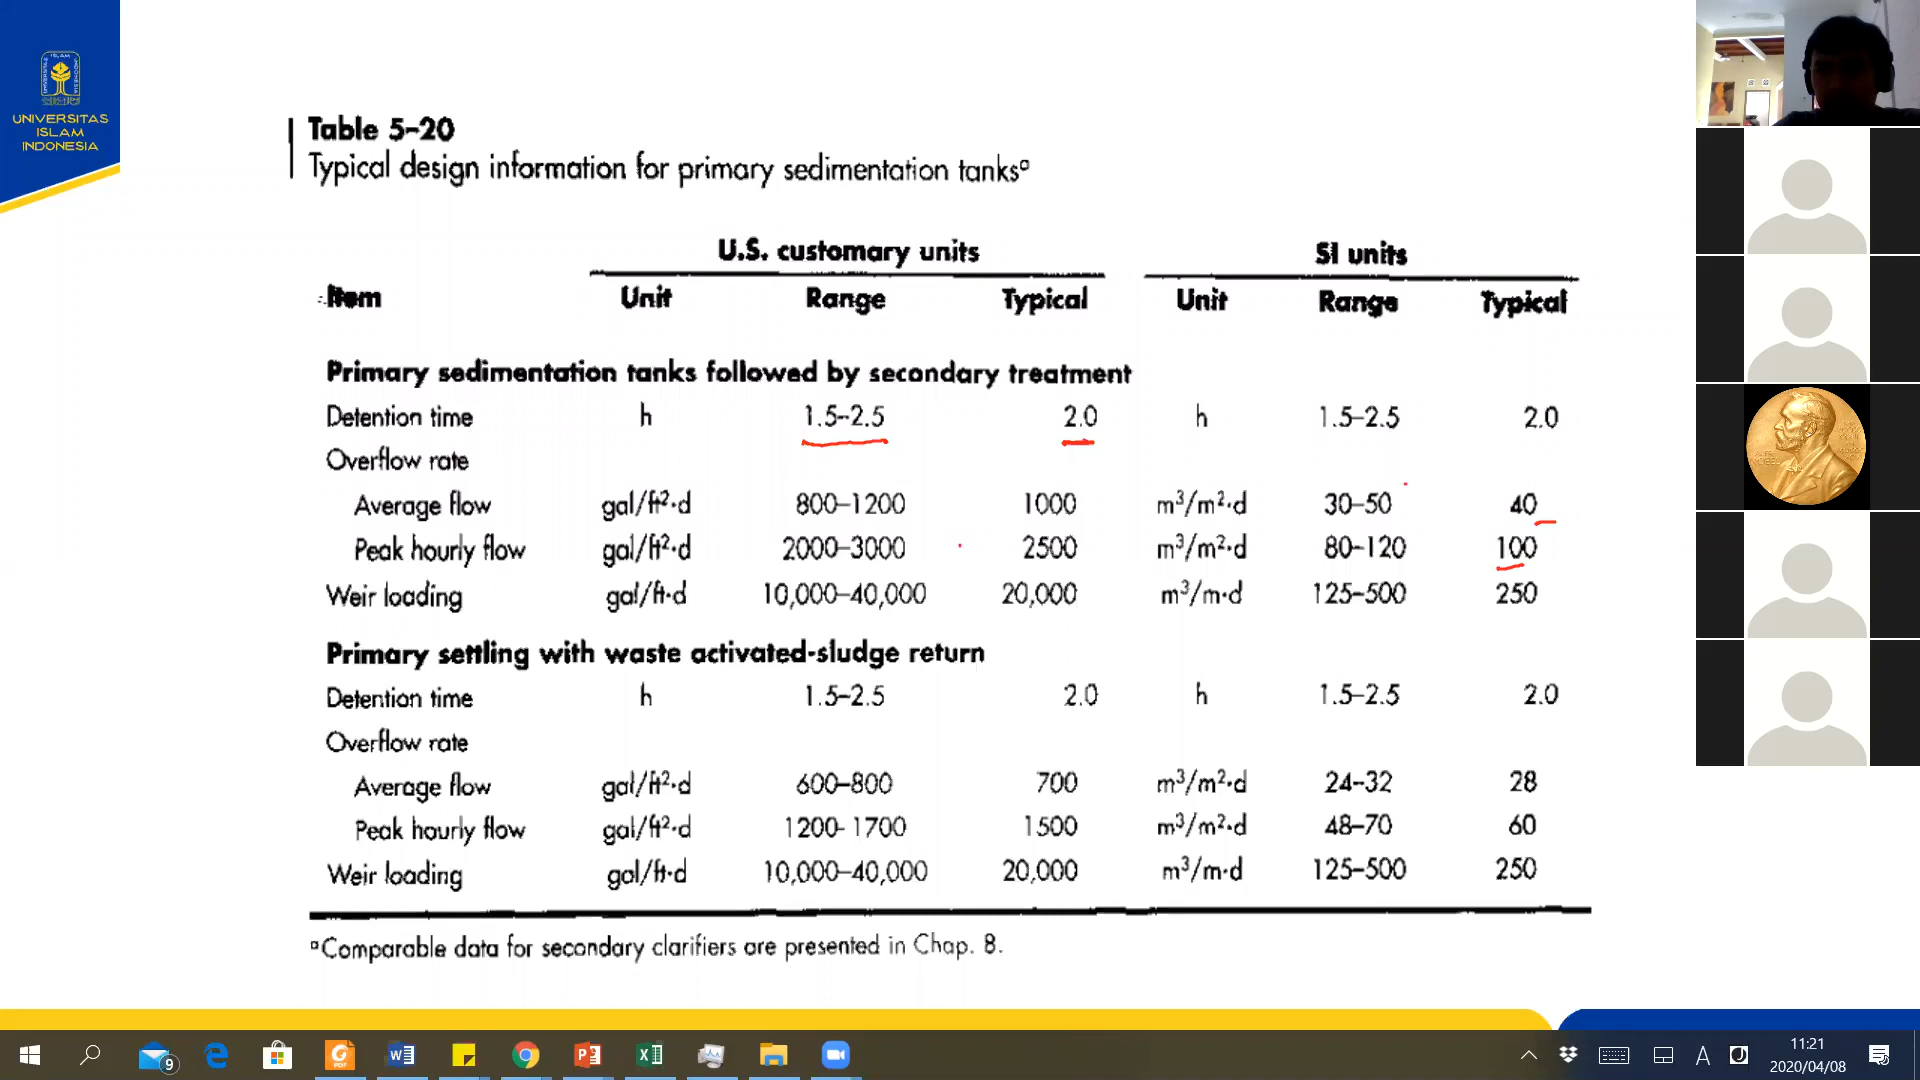 UNIVERSITAS
ISLAM
INDONESIA
Table 5-20
Typical design information for primary sedimentation tanksᵃ
U.S. customary units SI units
Item Unit Range Typical Unit Range Typical
Primary sedimentation tanks followed by secondary treatment
Detention time h 1.5–2.5 2.0 h 1.5–2.5 2.0
Overflow rate
Average flow gal/ft²·d 800–1200 1000 m³/m²·d 30–50 40
Peak hourly flow gal/ft²·d 2000–3000 2500 m³/m²·d 80–120 100
Weir loading gal/ft·d 10,000–40,000 20,000 m³/m·d 125–500 250
Primary settling with waste activated-sludge return
Detention time h 1.5–2.5 2.0 h 1.5–2.5 2.0
Overflow rate
Average flow gal/ft²·d 600–800 700 m³/m²·d 24–32 28
Peak hourly flow gal/ft²·d 1200–1700 1500 m³/m²·d 48–70 60
Weir loading gal/ft·d 10,000–40,000 20,000 m³/m·d 125–500 250
ᵃComparable data for secondary clarifiers are presented in Chap. 8.
9
PDF
A
11:21
2020/04/08